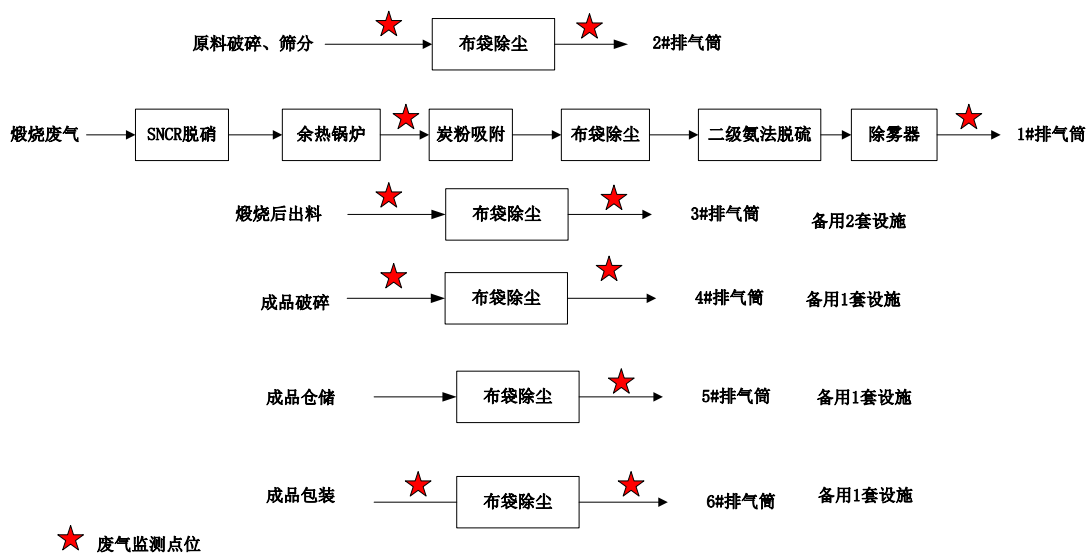 原料破碎、筛分 布袋除尘 2#排气筒
煅烧废气 SNCR脱硝 余热锅炉 炭粉吸附 布袋除尘 二级氨法脱硫 除雾器 1#排气筒
煅烧后出料 布袋除尘 3#排气筒 备用2套设施
成品破碎 布袋除尘 4#排气筒 备用1套设施
成品仓储 布袋除尘 5#排气筒 备用1套设施
成品包装 布袋除尘 6#排气筒 备用1套设施
废气监测点位